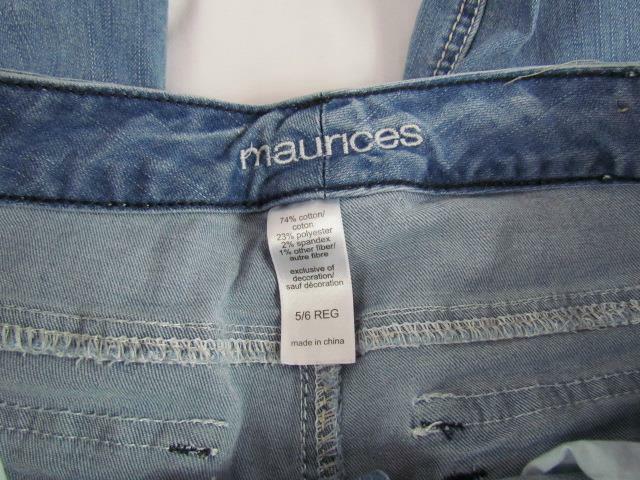 maurices
74% cotton/
coton
23% polyester
2% spandex
1% other fiber/
autre fibre
exclusive of
decoration/
sauf décoration
5/6 REG
made in china